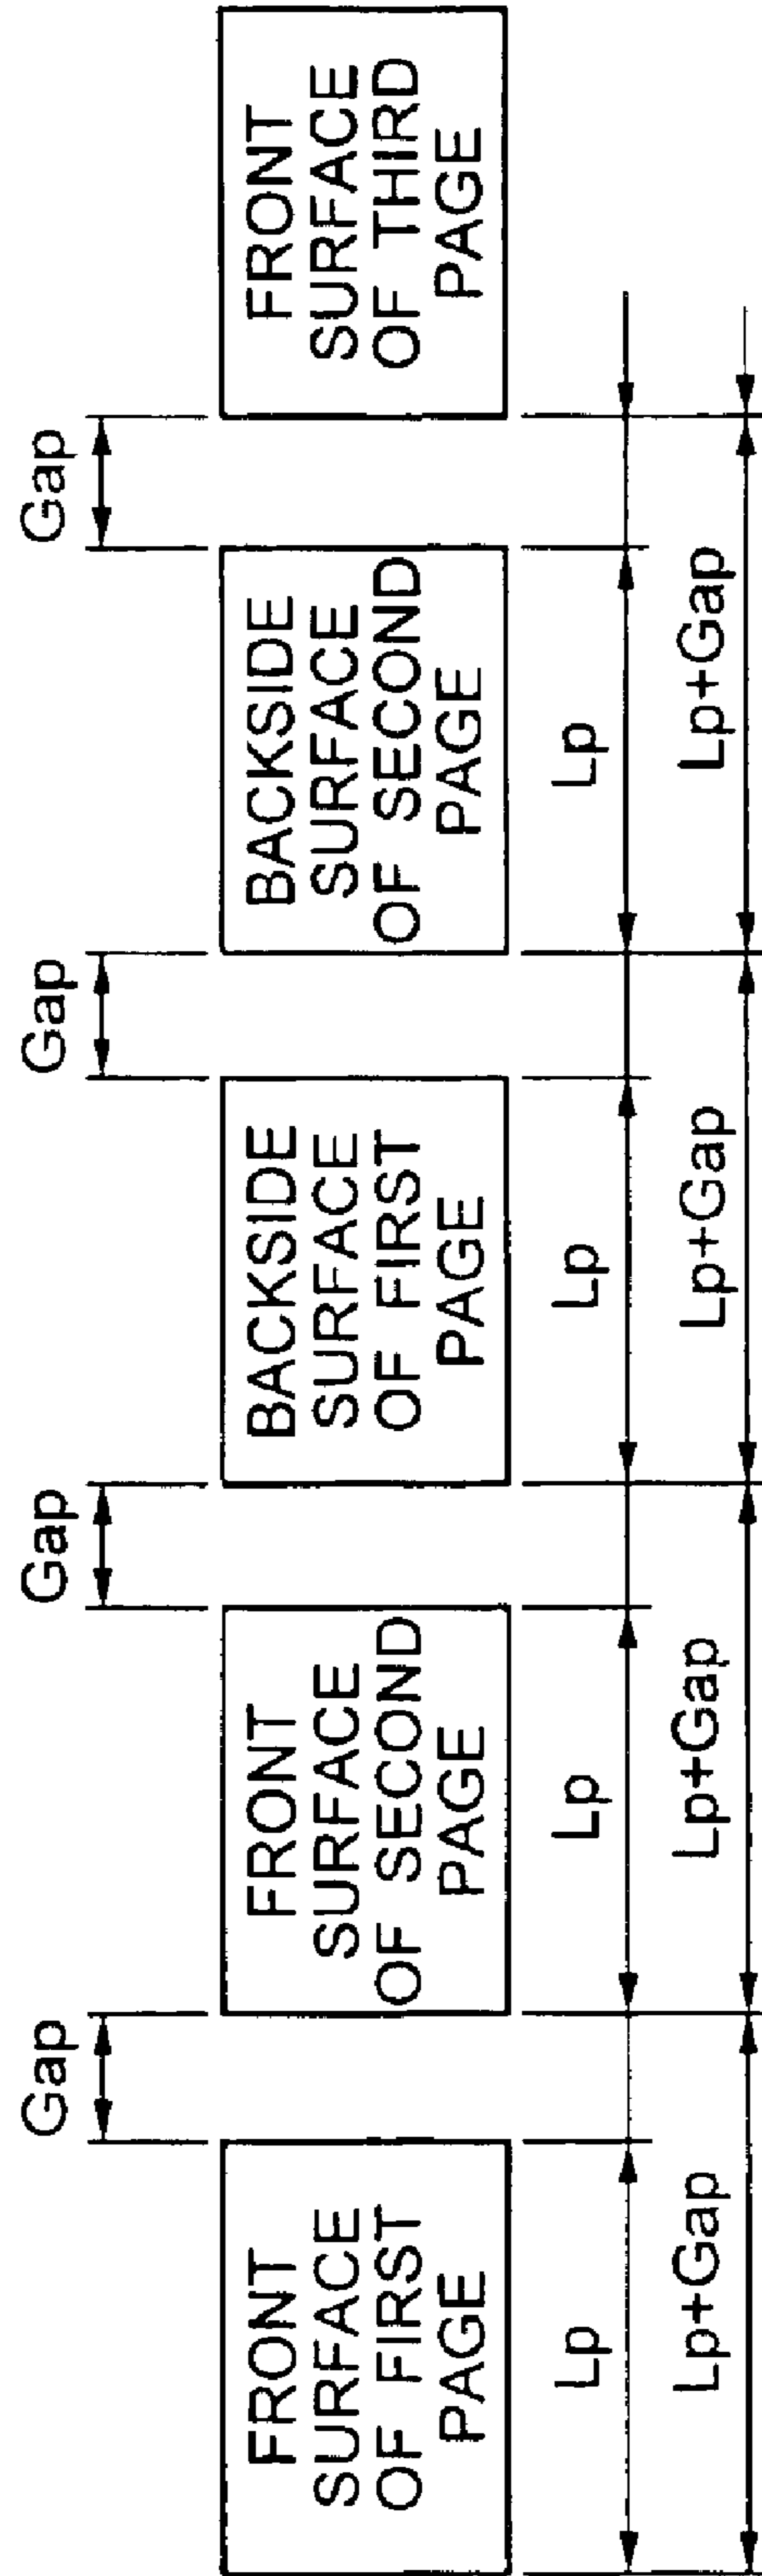 Gap
Gap
Gap
Gap
FRONT
SURFACE
OF FIRST
PAGE
FRONT
SURFACE
OF SECOND
PAGE
BACKSIDE
SURFACE
OF FIRST
PAGE
BACKSIDE
SURFACE
OF SECOND
PAGE
FRONT
SURFACE
OF THIRD
PAGE
Lp
Lp
Lp
Lp
Lp+Gap
Lp+Gap
Lp+Gap
Lp+Gap